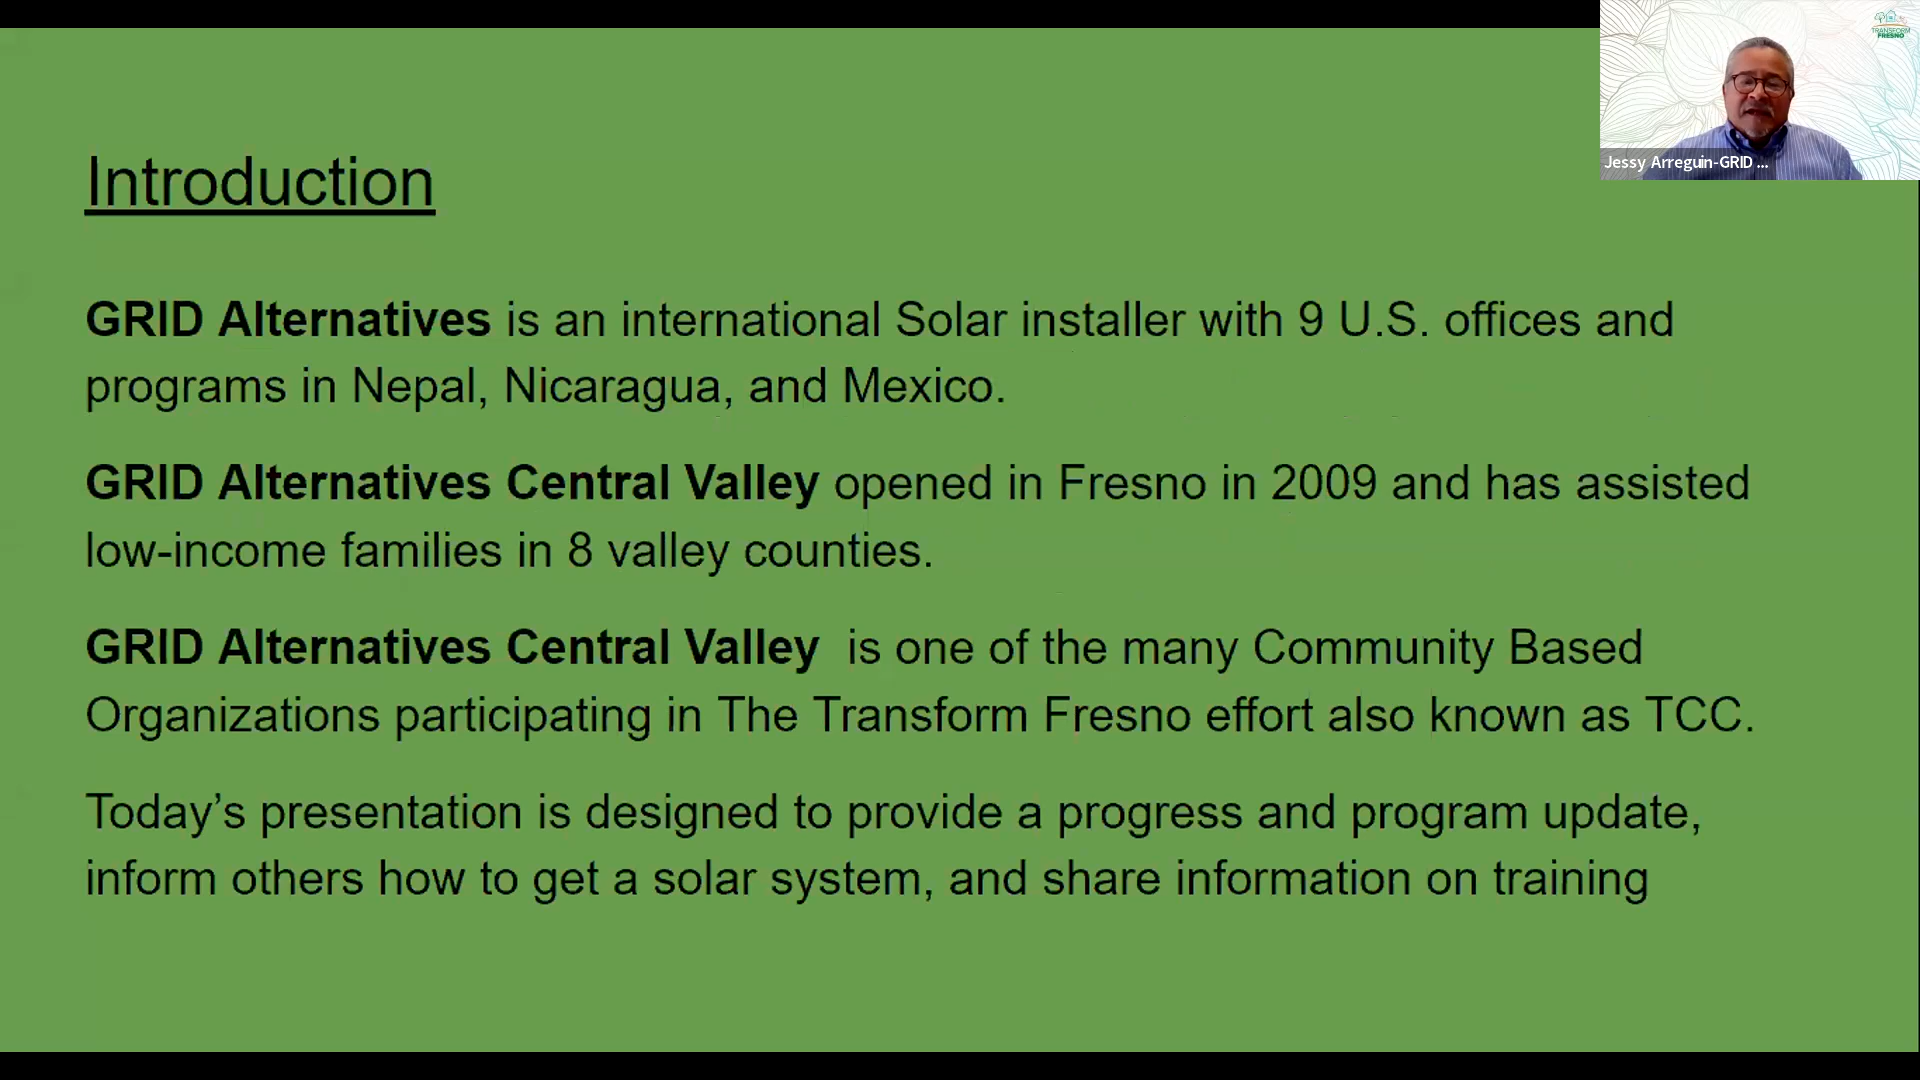 TRANSFORM
FRESNO
Jessy Arreguin-GRID ...
Introduction
GRID Alternatives is an international Solar installer with 9 U.S. offices and
programs in Nepal, Nicaragua, and Mexico.
GRID Alternatives Central Valley opened in Fresno in 2009 and has assisted
low-income families in 8 valley counties.
GRID Alternatives Central Valley is one of the many Community Based
Organizations participating in The Transform Fresno effort also known as TCC.
Today’s presentation is designed to provide a progress and program update,
inform others how to get a solar system, and share information on training